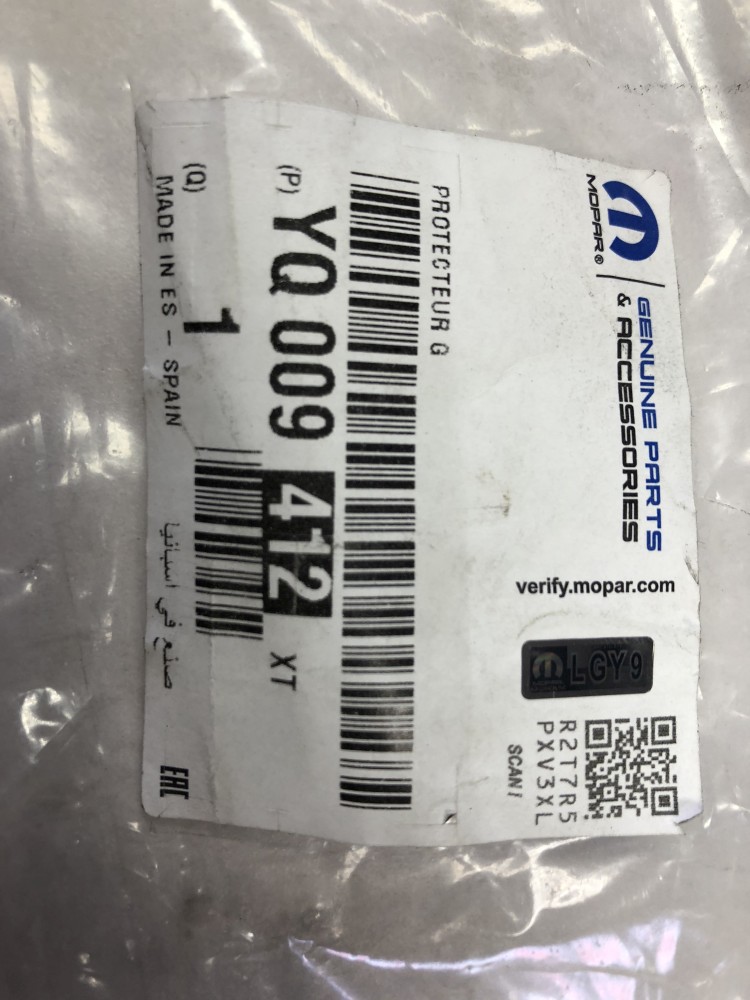 MOPAR®
GENUINE PARTS
& ACCESSORIES
verify.mopar.com
LGY9
R2T7R5
PXV3XL
SCAN!
PROTECTEUR G
(P) YQ 009 412 XT
(Q) 1
MADE IN ES - SPAIN صنع في اسبانيا EAC